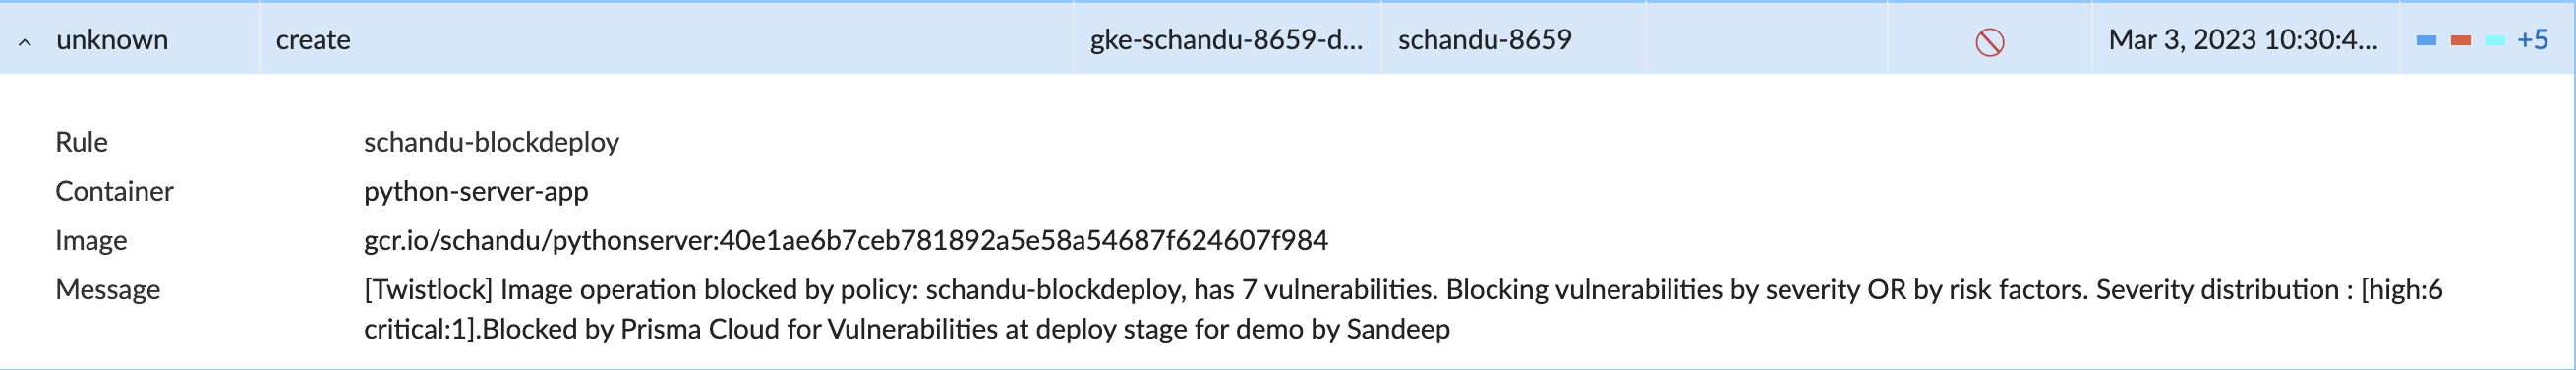 unknown create gke-schandu-8659-d... schandu-8659 Mar 3, 2023 10:30:4... +5
Rule schandu-blockdeploy
Container python-server-app
Image gcr.io/schandu/pythonserver:40e1ae6b7ceb781892a5e58a54687f624607f984
Message [Twistlock] Image operation blocked by policy: schandu-blockdeploy, has 7 vulnerabilities. Blocking vulnerabilities by severity OR by risk factors. Severity distribution : [high:6
critical:1].Blocked by Prisma Cloud for Vulnerabilities at deploy stage for demo by Sandeep